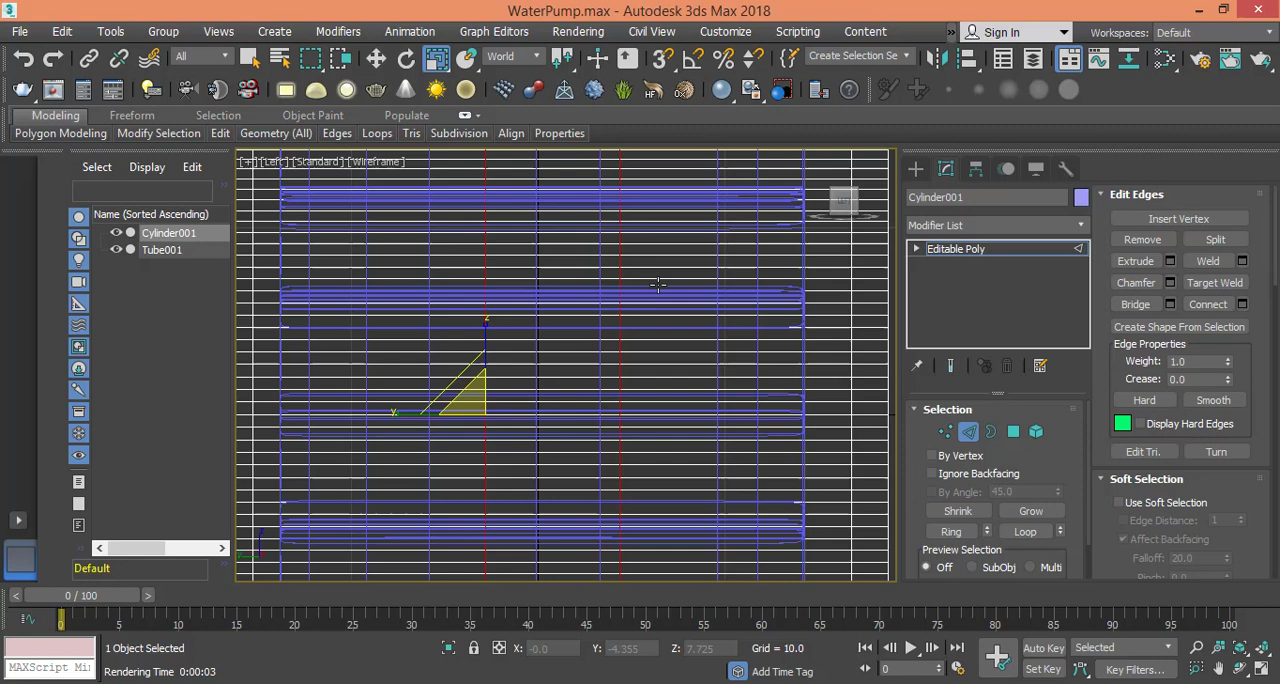 WaterPump.max - Autodesk 3ds Max 2018
File Edit Tools Group Views Create Modifiers Animation Graph Editors Rendering Civil View Customize Scripting Content Sign In Workspaces: Default
All World Create Selection Se
Modeling Freeform Selection Object Paint Populate
Polygon Modeling Modify Selection Edit Geometry (All) Edges Loops Tris Subdivision Align Properties
Select Display Edit
Name (Sorted Ascending)
Cylinder001
Tube001
Default
[+][Left][Standard][Wireframe]
z
y
Cylinder001
Modifier List
Editable Poly
Selection
By Vertex
Ignore Backfacing
By Angle: 45.0
Shrink Grow
Ring Loop
Preview Selection
Off SubObj Multi
Edit Edges
Insert Vertex
Remove Split
Extrude Weld
Chamfer Target Weld
Bridge Connect
Create Shape From Selection
Edge Properties
Weight: 1.0
Crease: 0.0
Hard Smooth
Display Hard Edges
Edit Tri. Turn
Soft Selection
Use Soft Selection
Edge Distance: 1
Affect Backfacing
Falloff: 20.0
0 / 100
0 5 10 15 20 25 30 35 40 45 50 55 60 65 70 75 80 85 90 95 100
1 Object Selected X: -0.0 Y: -4.355 Z: 7.725 Grid = 10.0 Auto Key Selected
MAXScript Mi
Rendering Time 0:00:03 Add Time Tag 0 Set Key Key Filters...